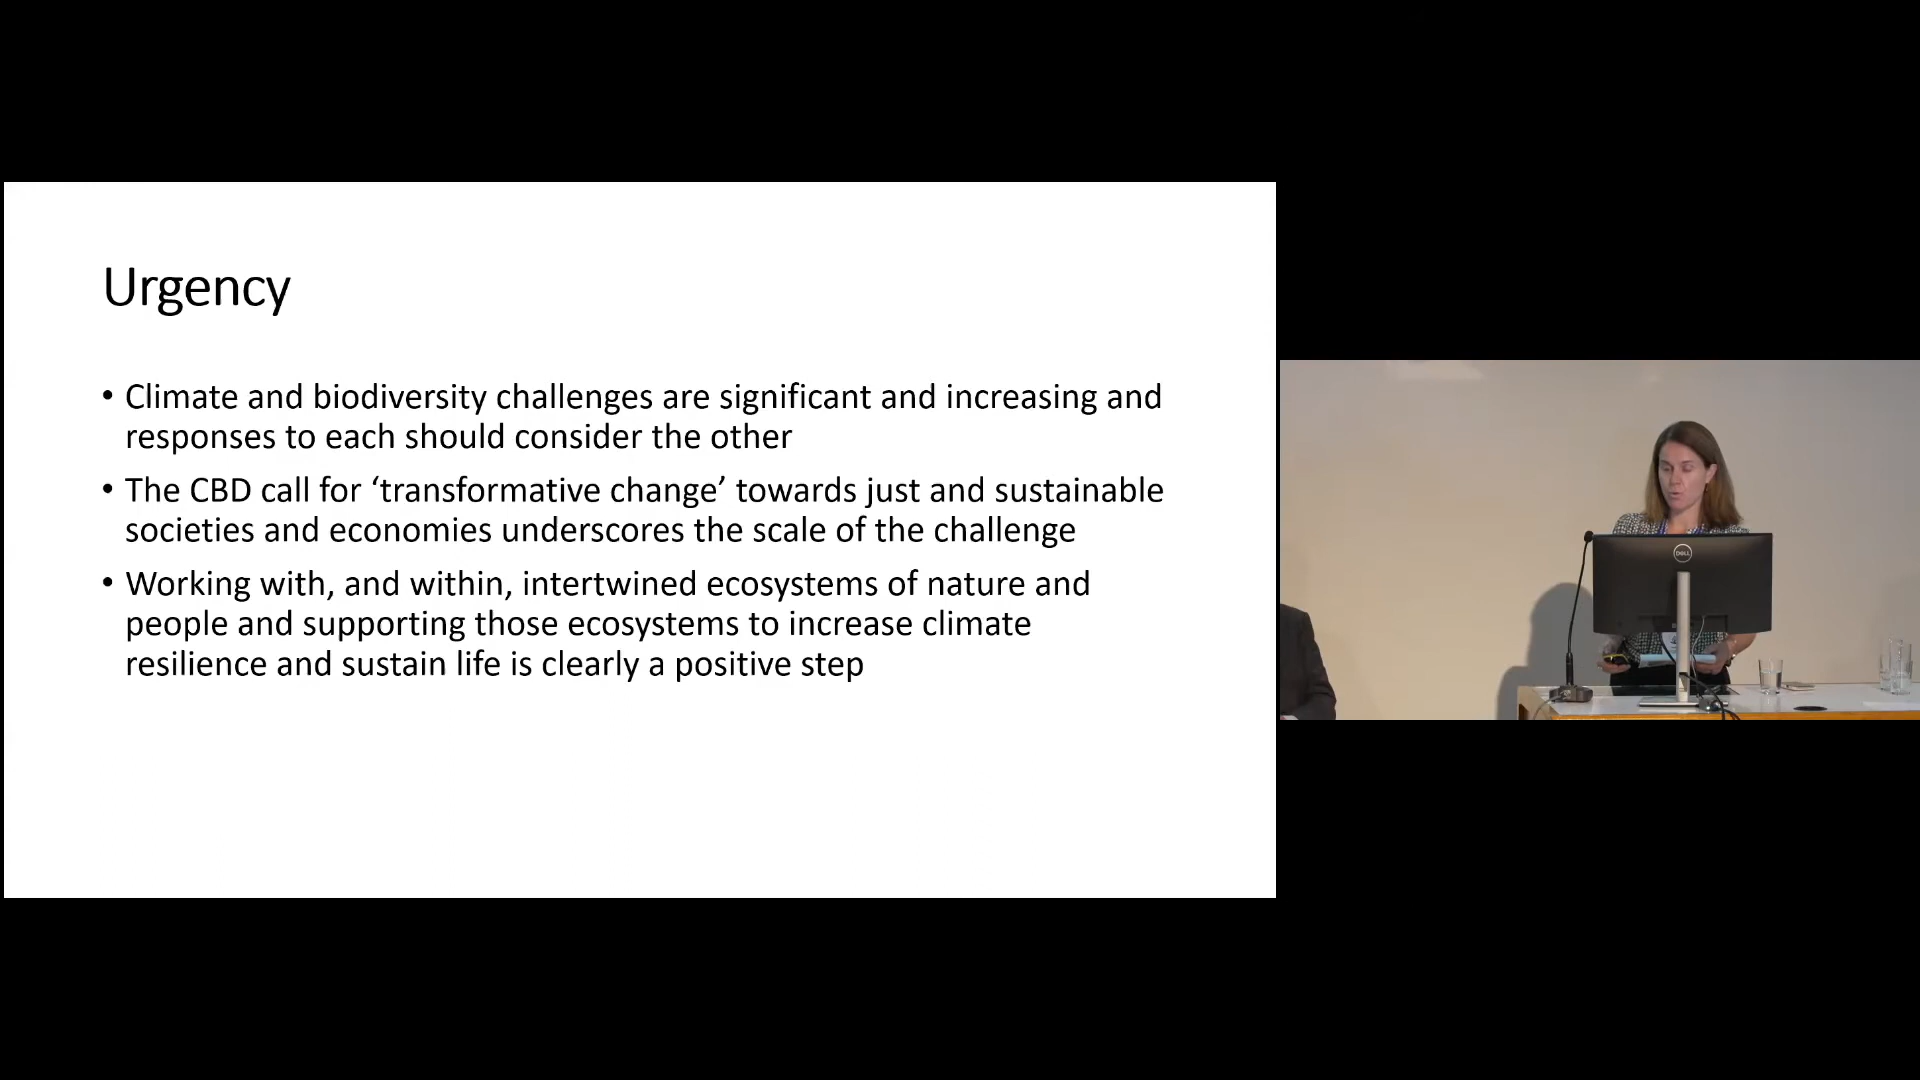 Urgency
• Climate and biodiversity challenges are significant and increasing and
responses to each should consider the other
• The CBD call for ‘transformative change’ towards just and sustainable
societies and economies underscores the scale of the challenge
• Working with, and within, intertwined ecosystems of nature and
people and supporting those ecosystems to increase climate
resilience and sustain life is clearly a positive step
DELL